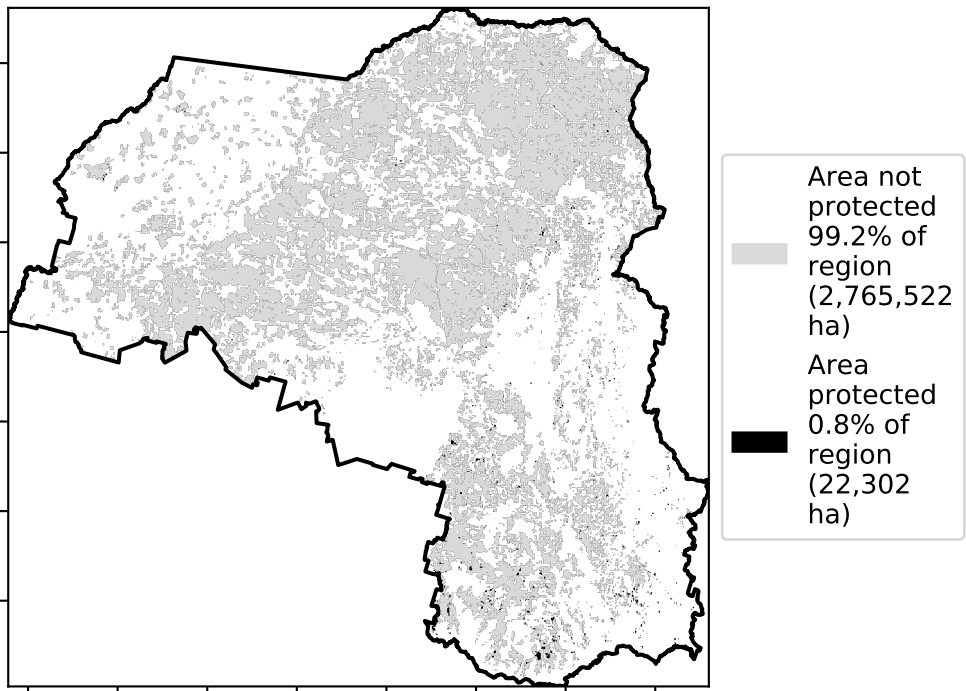 Area not
protected
99.2% of
region
(2,765,522
ha)
Area
protected
0.8% of
region
(22,302
ha)